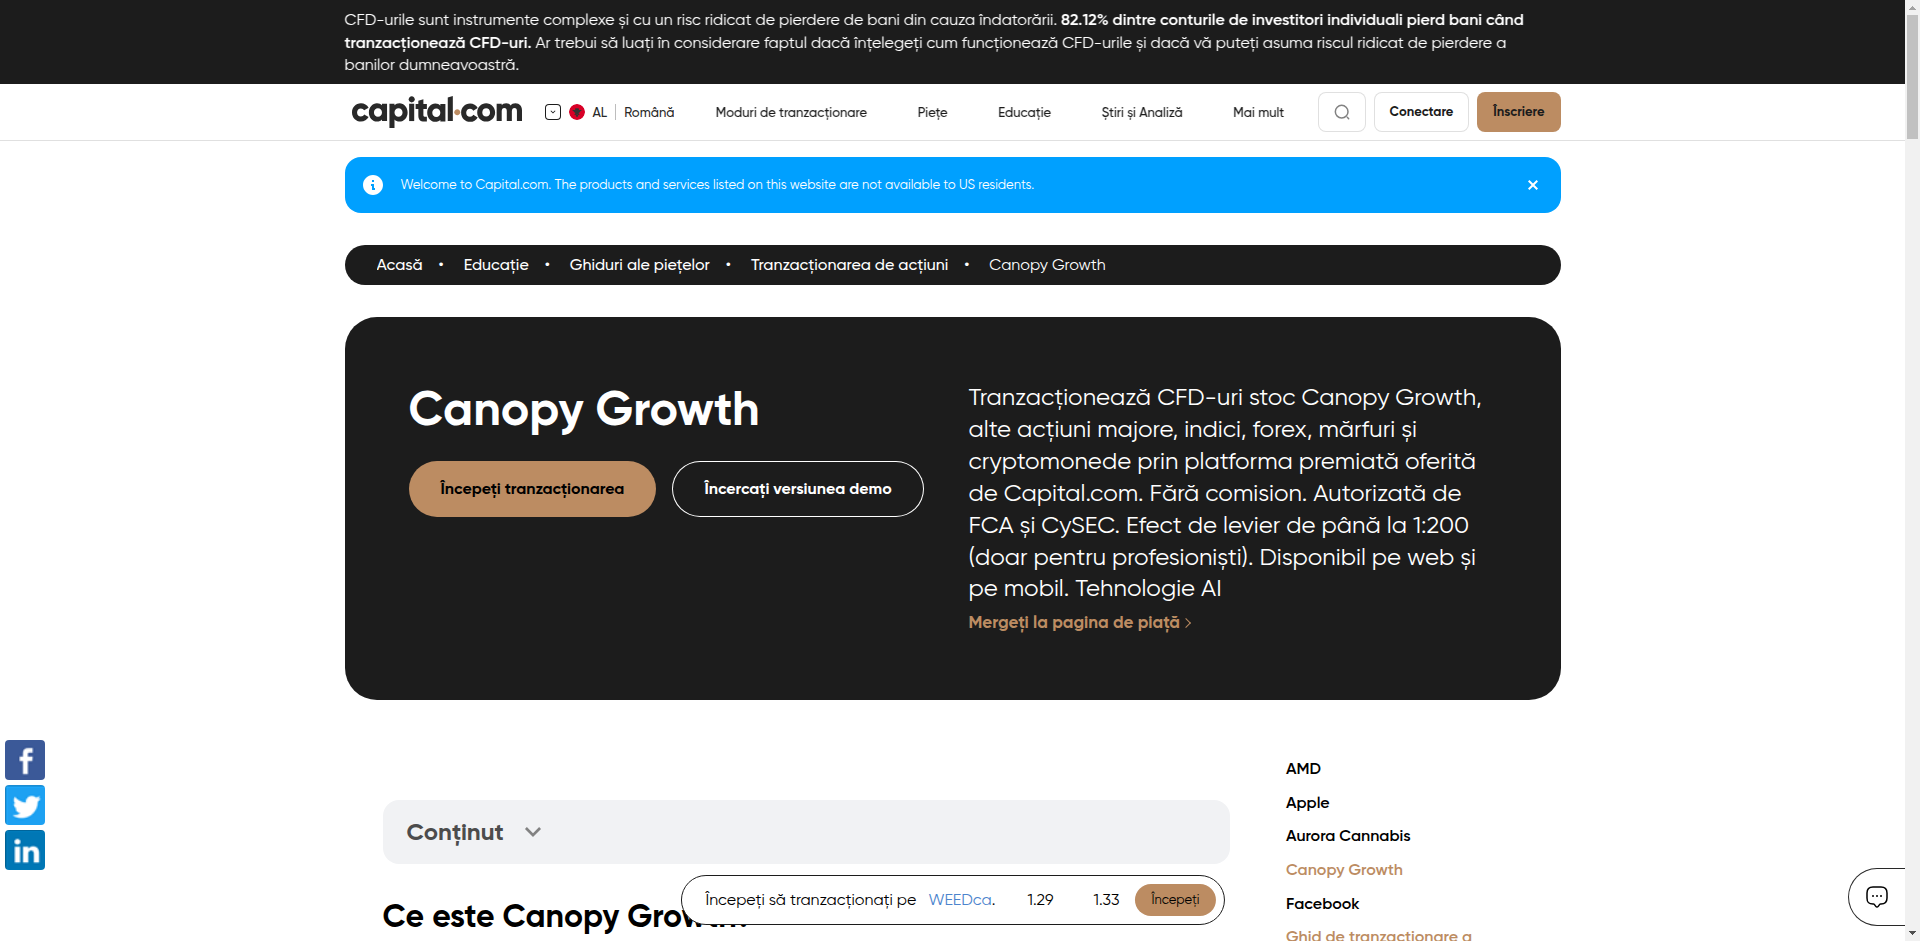 CFD-urile sunt instrumente complexe și cu un risc ridicat de pierdere de bani din cauza îndatorării. 82.12% dintre conturile de investitori individuali pierd bani când
tranzacționează CFD-uri. Ar trebui să luați în considerare faptul dacă înțelegeți cum funcționează CFD-urile și dacă vă puteți asuma riscul ridicat de pierdere a
banilor dumneavoastră.
capital.com AL Română Moduri de tranzacționare Piețe Educație Știri și Analiză Mai mult Conectare Înscriere
Welcome to Capital.com. The products and services listed on this website are not available to US residents.
Acasă • Educație • Ghiduri ale piețelor • Tranzacționarea de acțiuni • Canopy Growth
Canopy Growth
Începeți tranzacționarea Încercați versiunea demo
Tranzacționează CFD-uri stoc Canopy Growth,
alte acțiuni majore, indici, forex, mărfuri și
cryptomonede prin platforma premiată oferită
de Capital.com. Fără comision. Autorizată de
FCA și CySEC. Efect de levier de până la 1:200
(doar pentru profesioniști). Disponibil pe web și
pe mobil. Tehnologie AI
Mergeți la pagina de piață
Conținut
Ce este Canopy
AMD
Apple
Aurora Cannabis
Canopy Growth
Facebook
Ghid de tranzacționare a
Începeți să tranzacționați pe WEEDca. 1.29 1.33 Începeți